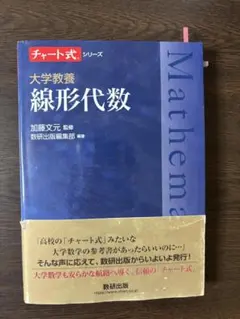 チャート式 シリーズ
大学教養
線形代数
加藤文元 監修
数研出版編集部 編著
Mathema
「高校の「チャート式」みたいな
大学数学の参考書があったらいいのに…」
そんな声に応えて、数研出版からいよいよ発行!
大学数学も安らかな航路へ導く、信頼の「チャート式」。
数研出版